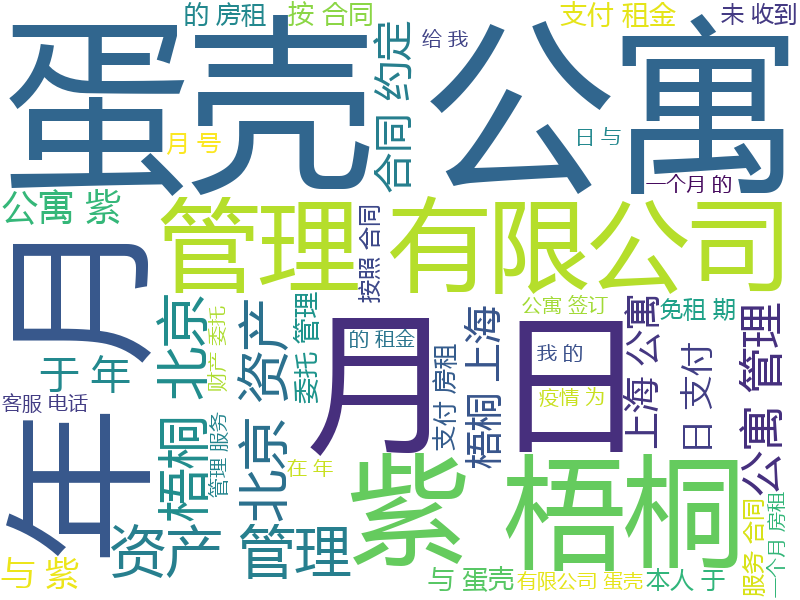 的 房租
按 合同
支付 租金
未 收到
蛋壳 公寓
给 我
合同 约定
月 号
日 与
一个月 的
公寓 紫
管理 有限公司
按照 合同
年 月
月 日
北京 资产
梧桐 北京
资产 北京
财产 委托
委托 管理
的 租金
公寓 签订
免租 期
上海 公寓
公寓 管理
梧桐 上海
支付 房租
我 的
日 支付
于 年
疫情 为
客服 电话
管理 服务
在 年
紫 梧桐
资产 管理
与 紫
与 蛋壳
有限公司 蛋壳
本人 于
服务 合同
一个月 房租